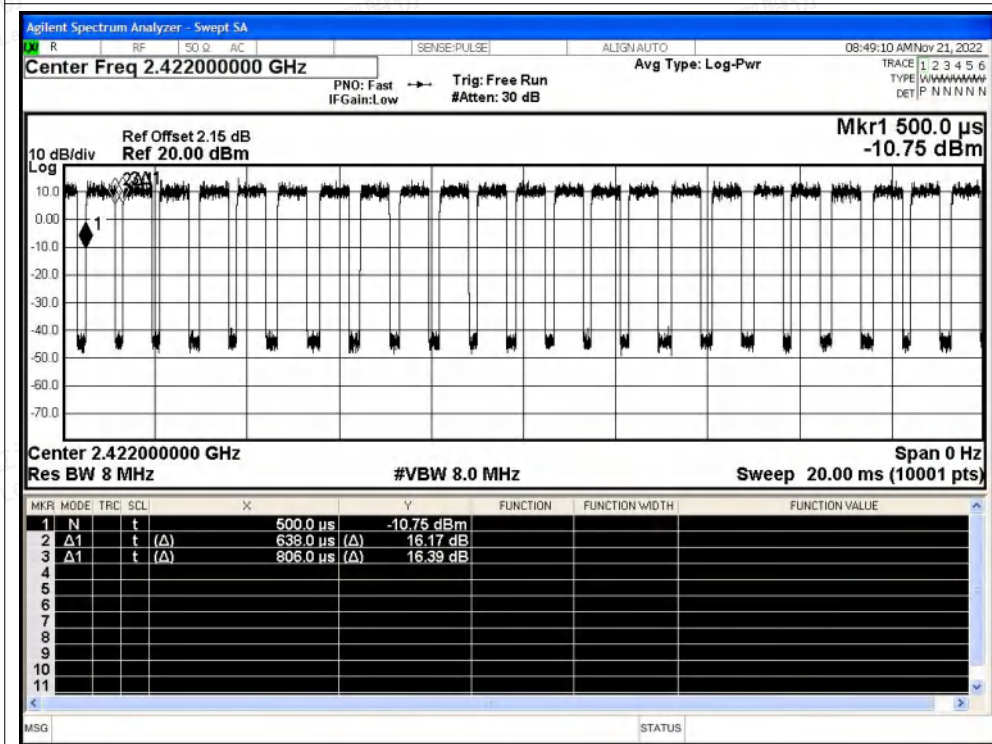 Agilent Spectrum Analyzer - Swept SA
R RF 50 Ω AC SENSE:PULSE ALIGN AUTO 08:49:10 AM Nov 21, 2022
Center Freq 2.422000000 GHz
PNO: Fast
IFGain:Low
Trig: Free Run
#Atten: 30 dB
Avg Type: Log-Pwr
TRACE 1 2 3 4 5 6
TYPE W
DET P N N N N N
Mkr1 500.0 µs
-10.75 dBm
Ref Offset 2.15 dB
10 dB/div Ref 20.00 dBm
Log
10.0
0.00
-10.0
-20.0
-30.0
-40.0
-50.0
-60.0
-70.0
1
Center 2.422000000 GHz Span 0 Hz
Res BW 8 MHz #VBW 8.0 MHz Sweep 20.00 ms (10001 pts)
MKR MODE TRC SCL X Y FUNCTION FUNCTION WIDTH FUNCTION VALUE
1 N t 500.0 µs -10.75 dBm
2 Δ1 t (Δ) 638.0 µs (Δ) 16.17 dB
3 Δ1 t (Δ) 806.0 µs (Δ) 16.39 dB
4
5
6
7
8
9
10
11
MSG STATUS